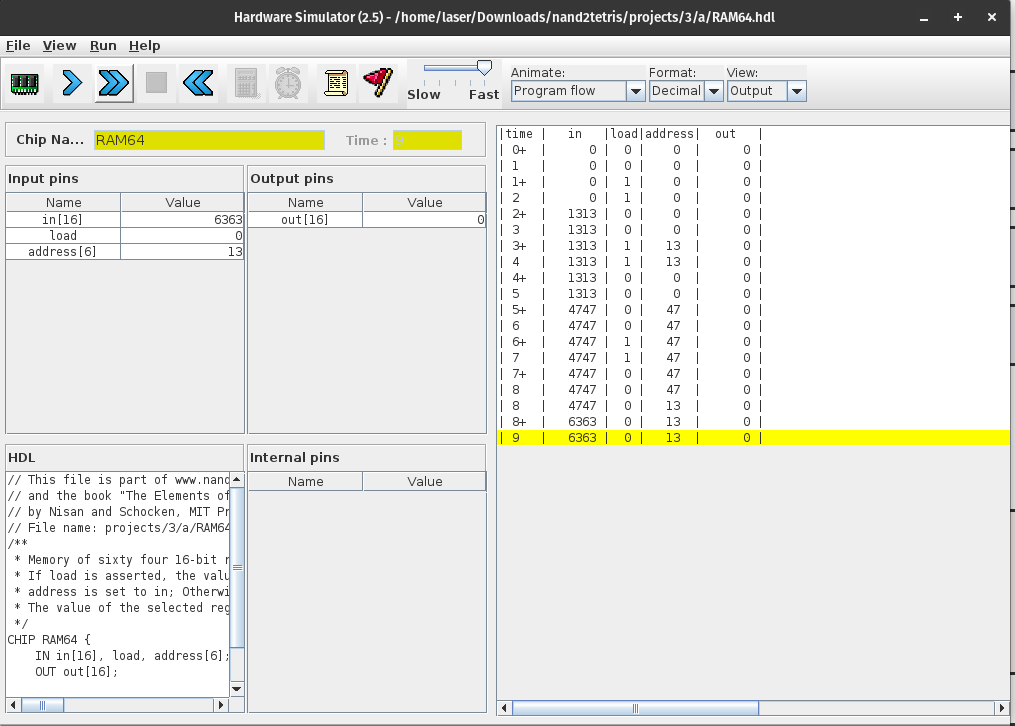 Hardware Simulator (2.5) - /home/laser/Downloads/nand2tetris/projects/3/a/RAM64.hdl
File View Run Help
Slow Fast
Animate: Format: View:
Program flow Decimal Output
Chip Na... RAM64 Time : 9
Input pins
Name Value
in[16] 6363
load 0
address[6] 13
Output pins
Name Value
out[16] 0
HDL
// This file is part of www.nand
// and the book "The Elements of
// by Nisan and Schocken, MIT Pr
// File name: projects/3/a/RAM64
/**
* Memory of sixty four 16-bit r
* If load is asserted, the valu
* address is set to in; Otherwi
* The value of the selected reg
*/
CHIP RAM64 {
IN in[16], load, address[6];
OUT out[16];
Internal pins
Name Value
|time | in |load|address| out |
| 0+ | 0 | 0 | 0 | 0 |
| 1 | 0 | 0 | 0 | 0 |
| 1+ | 0 | 1 | 0 | 0 |
| 2 | 0 | 1 | 0 | 0 |
| 2+ | 1313 | 0 | 0 | 0 |
| 3 | 1313 | 0 | 0 | 0 |
| 3+ | 1313 | 1 | 13 | 0 |
| 4 | 1313 | 1 | 13 | 0 |
| 4+ | 1313 | 0 | 0 | 0 |
| 5 | 1313 | 0 | 0 | 0 |
| 5+ | 4747 | 0 | 47 | 0 |
| 6 | 4747 | 0 | 47 | 0 |
| 6+ | 4747 | 1 | 47 | 0 |
| 7 | 4747 | 1 | 47 | 0 |
| 7+ | 4747 | 0 | 47 | 0 |
| 8 | 4747 | 0 | 47 | 0 |
| 8 | 4747 | 0 | 13 | 0 |
| 8+ | 6363 | 0 | 13 | 0 |
| 9 | 6363 | 0 | 13 | 0 |